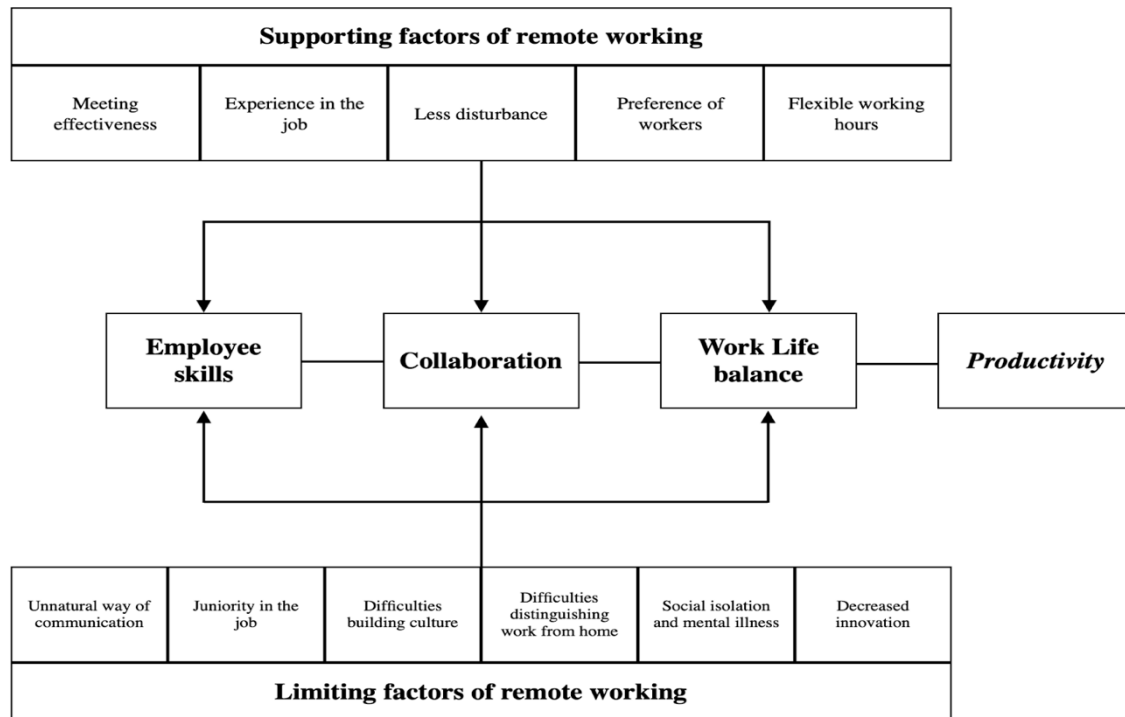 Supporting factors of remote working
Meeting
effectiveness
Experience in the
job
Less disturbance
Preference of
workers
Flexible working
hours
Employee
skills
Collaboration
Work Life
balance
Productivity
Unnatural way of
communication
Juniority in the
job
Difficulties
building culture
Difficulties
distinguishing
work from home
Social isolation
and mental illness
Decreased
innovation
Limiting factors of remote working